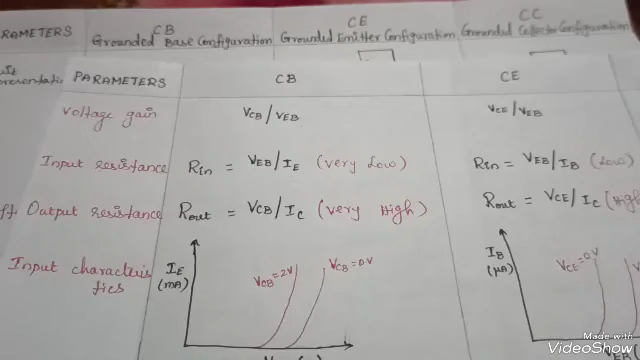 CB CE CC
PARAMETERS Grounded Base Configuration Grounded Emitter Configuration Grounded Collector Configuration
PARAMETERS CB CE
Voltage gain VCB/VEB VCE/VEB
Input resistance Rin = VEB/IE (very Low) Rin = VEB/IB (Low)
Output resistance Rout = VCB/IC (very High) Rout = VCE/IC (High
Input characteris IE VCB=2V VCB=0V IB VCE=0V
tics (mA) (μA)
Made with
VideoShow